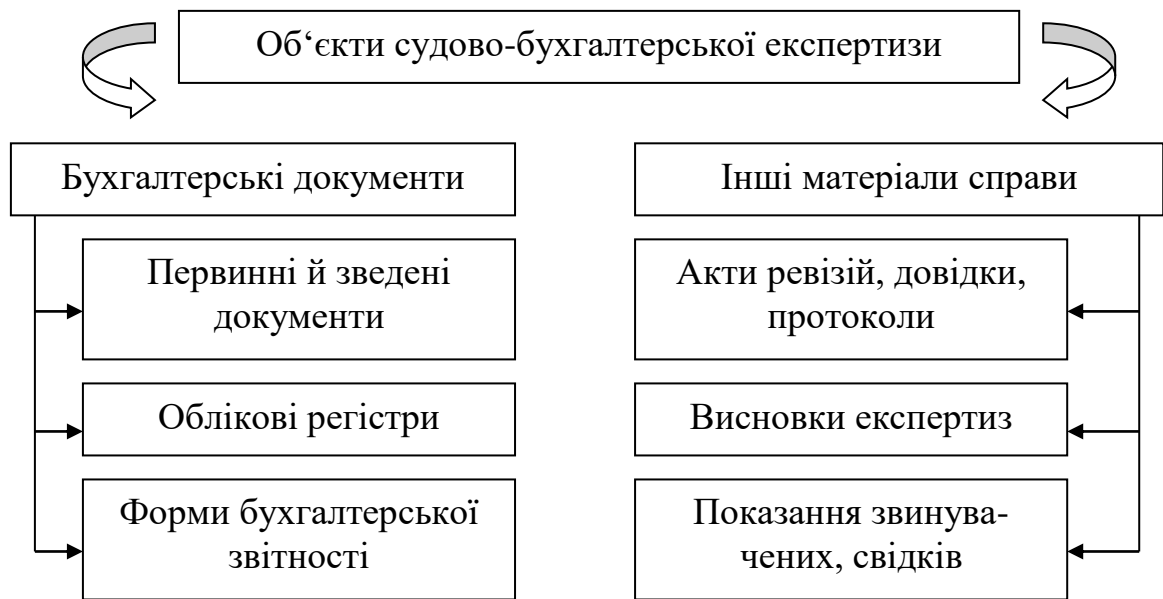 Об‘єкти судово-бухгалтерської експертизи
Бухгалтерські документи
Первинні й зведені
документи
Облікові регістри
Форми бухгалтерської
звітності
Інші матеріали справи
Акти ревізій, довідки,
протоколи
Висновки експертиз
Показання звинува-
чених, свідків